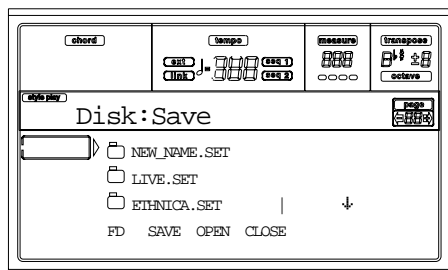 chord tempo measure transpose
ext seq 1
link seq 2
octave
style play page
Disk:Save
NEW_NAME.SET
LIVE.SET
ETHNICA.SET
FD SAVE OPEN CLOSE